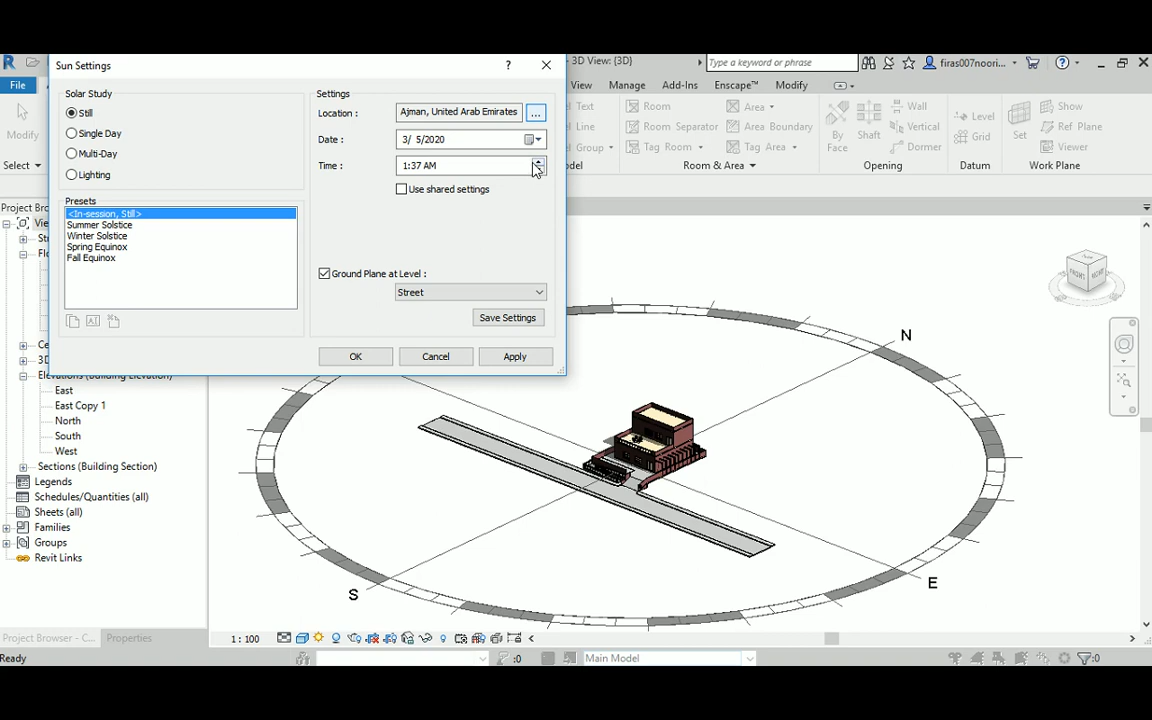 Sun Settings ? 3D View: {3D} Type a keyword or phrase firas007noori...
File View Manage Add-Ins Enscape™ Modify
Solar Study
Still
Single Day
Multi-Day
Lighting
Presets
<In-session, Still>
Summer Solstice
Winter Solstice
Spring Equinox
Fall Equinox
Settings
Location : Ajman, United Arab Emirates ...
Date : 3/ 5/2020
Time : 1:37 AM
Use shared settings
Ground Plane at Level :
Street
Save Settings
OK Cancel Apply
Modify
Select
Text
Line
Group
Room
Room Separator
Tag Room
Area
Area Boundary
Tag Area
Room & Area
By Face
Shaft
Wall
Vertical
Dormer
Opening
Level
Grid
Datum
Set
Show
Ref Plane
Viewer
Work Plane
Project Bro
Elevations (Building Elevation)
East
East Copy 1
North
South
West
Sections (Building Section)
Legends
Schedules/Quantities (all)
Sheets (all)
Families
Groups
Revit Links
Project Browser - C... Properties
FRONT RIGHT
N
E
S
1 : 100
Ready :0 Main Model :0